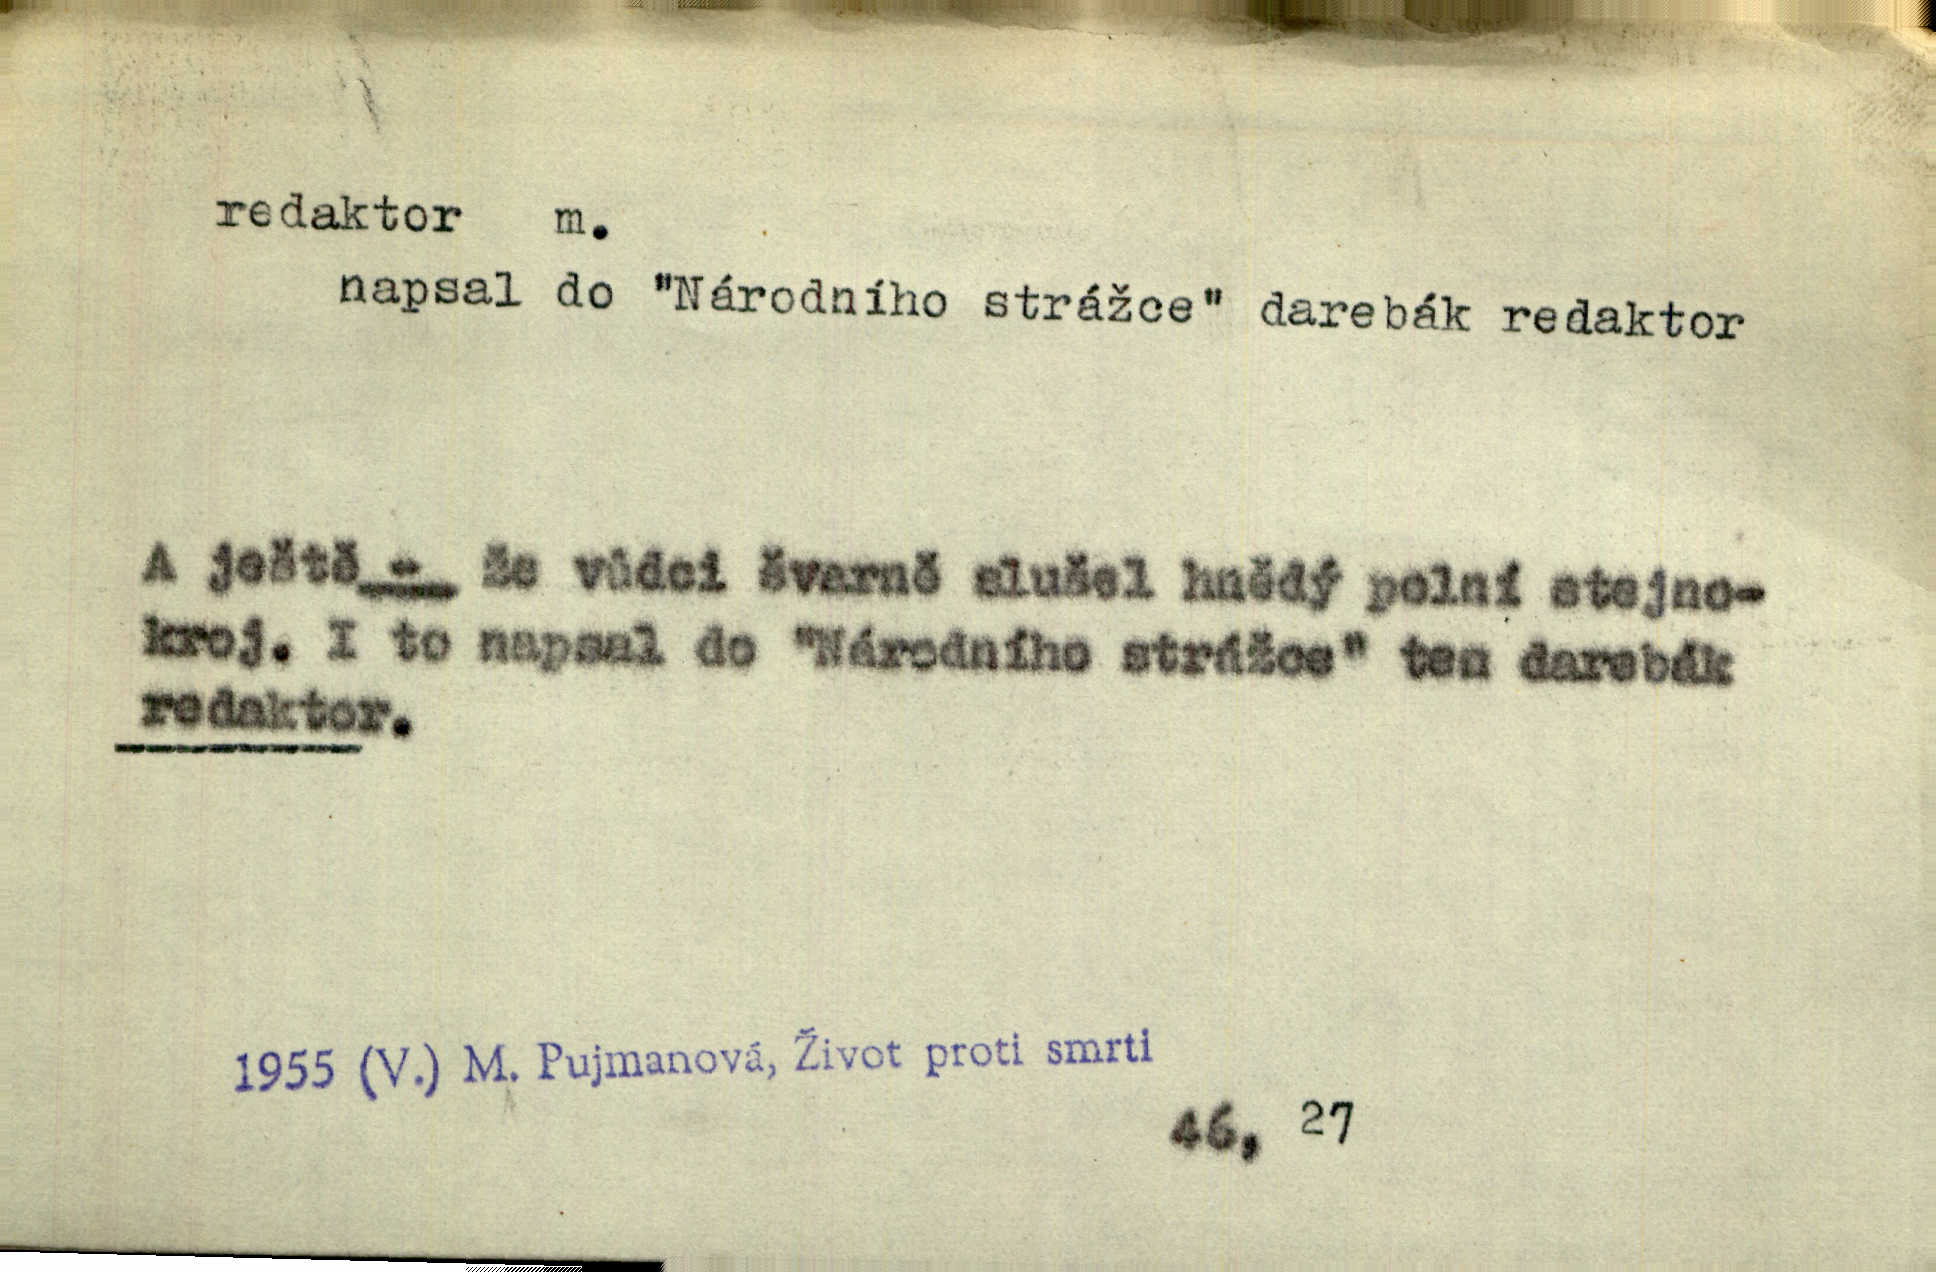 redaktor m.
napsal do "Národního strážce" darebák redaktor
A ještě - že vůdci švarně slušel hnědý polní stejno-
kroj. I to napsal do "Národního strážce" ten darebák
redaktor.
1955 (V.) M. Pujmanová, Život proti smrti
46, 27